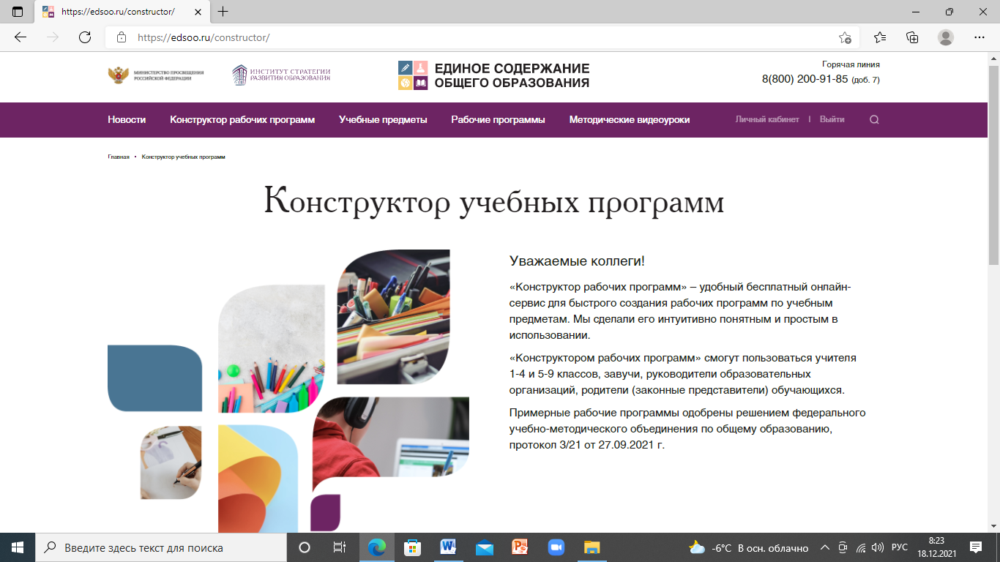 https://edsoo.ru/constructor/
https://edsoo.ru/constructor/
МИНИСТЕРСТВО ПРОСВЕЩЕНИЯ
РОССИЙСКОЙ ФЕДЕРАЦИИ
ИНСТИТУТ СТРАТЕГИИ
РАЗВИТИЯ ОБРАЗОВАНИЯ
ЕДИНОЕ СОДЕРЖАНИЕ
ОБЩЕГО ОБРАЗОВАНИЯ
Горячая линия
8(800) 200-91-85 (доб. 7)
Новости Конструктор рабочих программ Учебные предметы Рабочие программы Методические видеоуроки Личный кабинет | Выйти
Главная • Конструктор учебных программ
Конструктор учебных программ
Уважаемые коллеги!
«Конструктор рабочих программ» – удобный бесплатный онлайн-
сервис для быстрого создания рабочих программ по учебным
предметам. Мы сделали его интуитивно понятным и простым в
использовании.
«Конструктором рабочих программ» смогут пользоваться учителя
1-4 и 5-9 классов, завучи, руководители образовательных
организаций, родители (законные представители) обучающихся.
Примерные рабочие программы одобрены решением федерального
учебно-методического объединения по общему образованию,
протокол 3/21 от 27.09.2021 г.
Введите здесь текст для поиска
-6°C В осн. облачно
РУС
8:23
18.12.2021